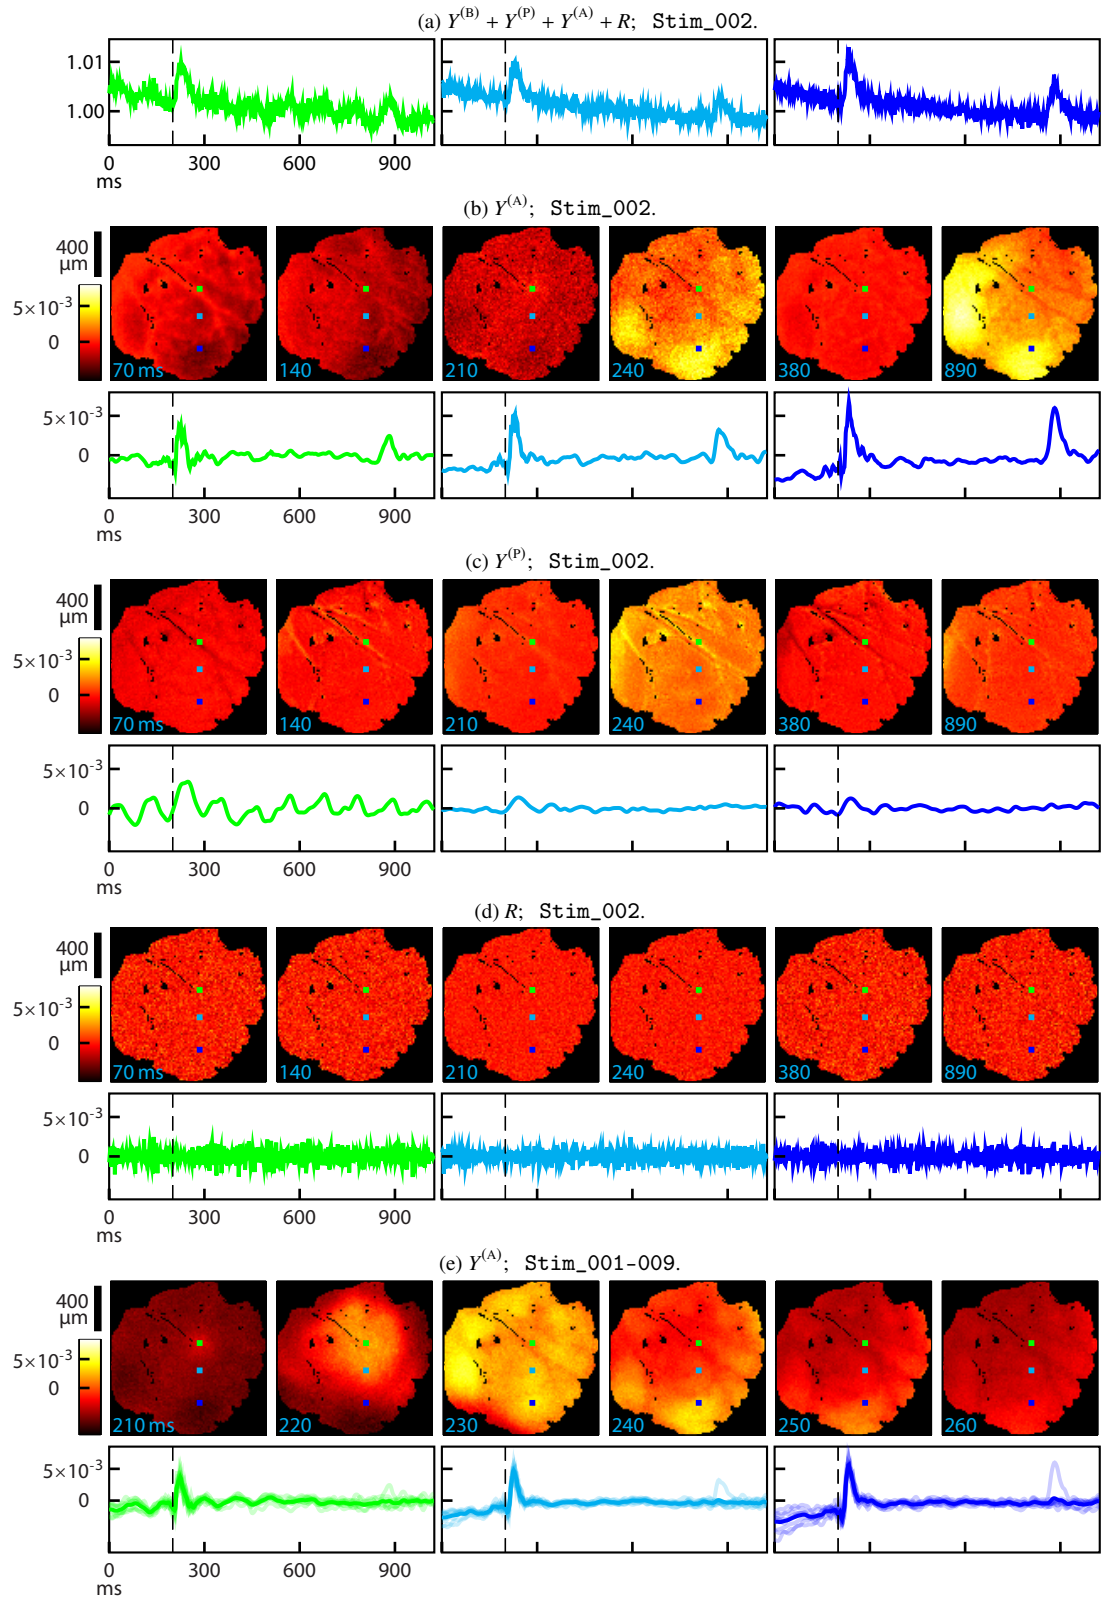 (a) Y^(B) + Y^(P) + Y^(A) + R; Stim_002.
1.01
1.00
0 300 600 900
ms
(b) Y^(A); Stim_002.
400
µm
5×10^-3
0
70 ms 140 210 240 380 890
5×10^-3
0
0 300 600 900
ms
(c) Y^(P); Stim_002.
400
µm
5×10^-3
0
70 ms 140 210 240 380 890
5×10^-3
0
0 300 600 900
ms
(d) R; Stim_002.
400
µm
5×10^-3
0
70 ms 140 210 240 380 890
5×10^-3
0
0 300 600 900
ms
(e) Y^(A); Stim_001-009.
400
µm
5×10^-3
0
210 ms 220 230 240 250 260
5×10^-3
0
0 300 600 900
ms